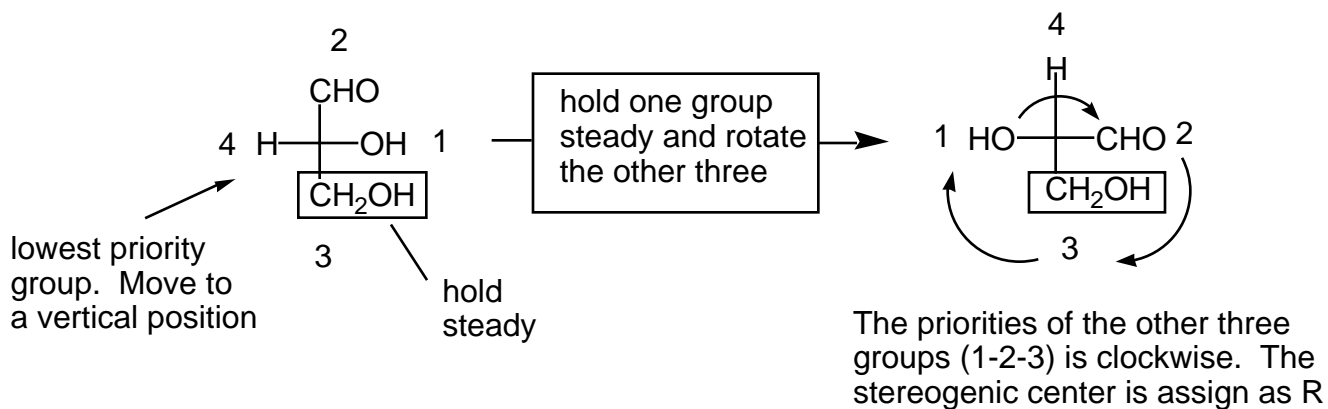 2
CHO
4 H OH 1
CH₂OH
3
lowest priority
group. Move to
a vertical position
hold
steady
hold one group
steady and rotate
the other three
4
H
1 HO CHO 2
CH₂OH
3
The priorities of the other three
groups (1-2-3) is clockwise. The
stereogenic center is assign as R